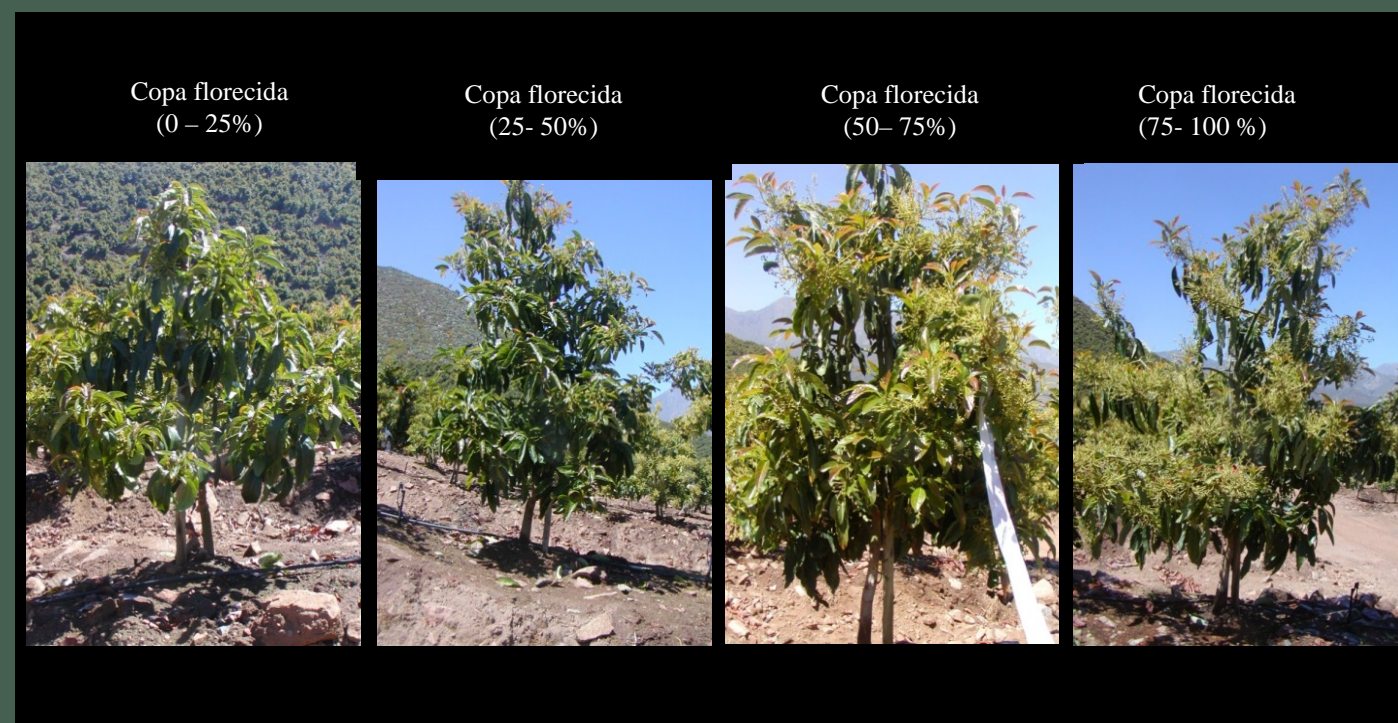 Copa florecida
(0 – 25%)
Copa florecida
(25- 50%)
Copa florecida
(50– 75%)
Copa florecida
(75- 100 %)